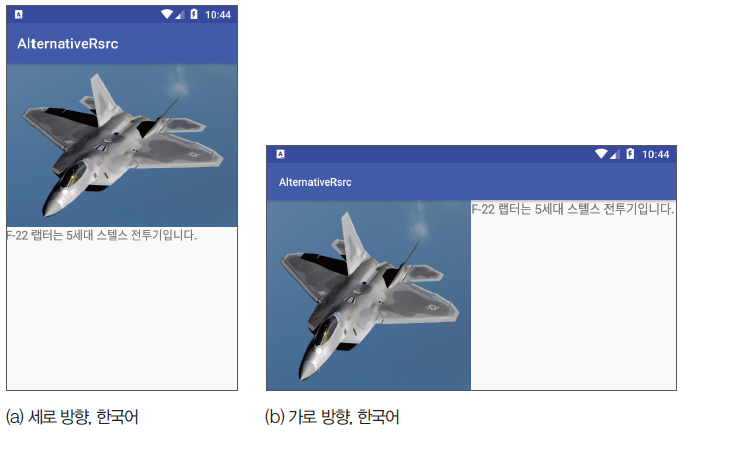 10:44
AlternativeRsrc
F-22 랩터는 5세대 스텔스 전투기입니다.
(a) 세로 방향, 한국어
10:44
AlternativeRsrc
F-22 랩터는 5세대 스텔스 전투기입니다.
(b) 가로 방향, 한국어